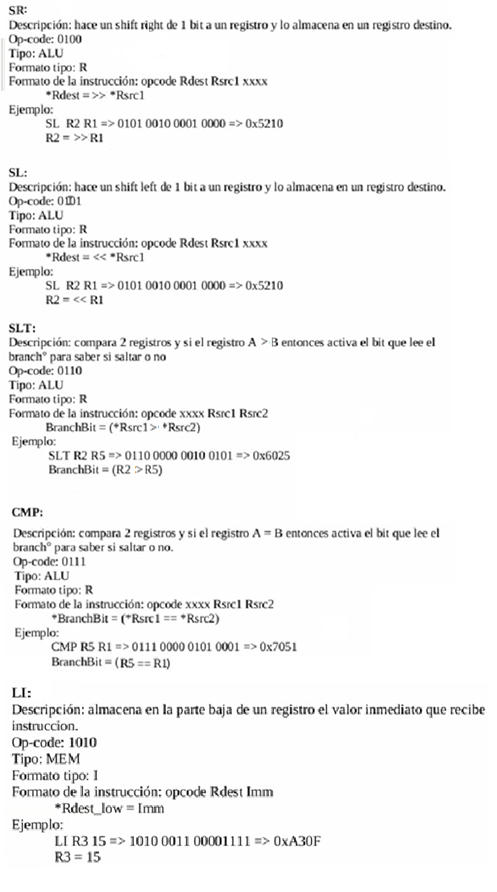 SR:
Descripción: hace un shift right de 1 bit a un registro y lo almacena en un registro destino.
Op-code: 0100
Tipo: ALU
Formato tipo: R
Formato de la instrucción: opcode Rdest Rsrc1 xxxx
*Rdest = >> *Rsrc1
Ejemplo:
SL R2 R1 => 0101 0010 0001 0000 => 0x5210
R2 = >> R1
SL:
Descripción: hace un shift left de 1 bit a un registro y lo almacena en un registro destino.
Op-code: 0101
Tipo: ALU
Formato tipo: R
Formato de la instrucción: opcode Rdest Rsrc1 xxxx
*Rdest = << *Rsrc1
Ejemplo:
SL R2 R1 => 0101 0010 0001 0000 => 0x5210
R2 = << R1
SLT:
Descripción: compara 2 registros y si el registro A > B entonces activa el bit que lee el
branch° para saber si saltar o no
Op-code: 0110
Tipo: ALU
Formato tipo: R
Formato de la instrucción: opcode xxxx Rsrc1 Rsrc2
BranchBit = (*Rsrc1 > *Rsrc2)
Ejemplo:
SLT R2 R5 => 0110 0000 0010 0101 => 0x6025
BranchBit = (R2 > R5)
CMP:
Descripción: compara 2 registros y si el registro A = B entonces activa el bit que lee el
branch° para saber si saltar o no.
Op-code: 0111
Tipo: ALU
Formato tipo: R
Formato de la instrucción: opcode xxxx Rsrc1 Rsrc2
*BranchBit = (*Rsrc1 == *Rsrc2)
Ejemplo:
CMP R5 R1 => 0111 0000 0101 0001 => 0x7051
BranchBit = (R5 == R1)
LI:
Descripción: almacena en la parte baja de un registro el valor inmediato que recibe
instruccion.
Op-code: 1010
Tipo: MEM
Formato tipo: I
Formato de la instrucción: opcode Rdest Imm
*Rdest_low = Imm
Ejemplo:
LI R3 15 => 1010 0011 00001111 => 0xA30F
R3 = 15